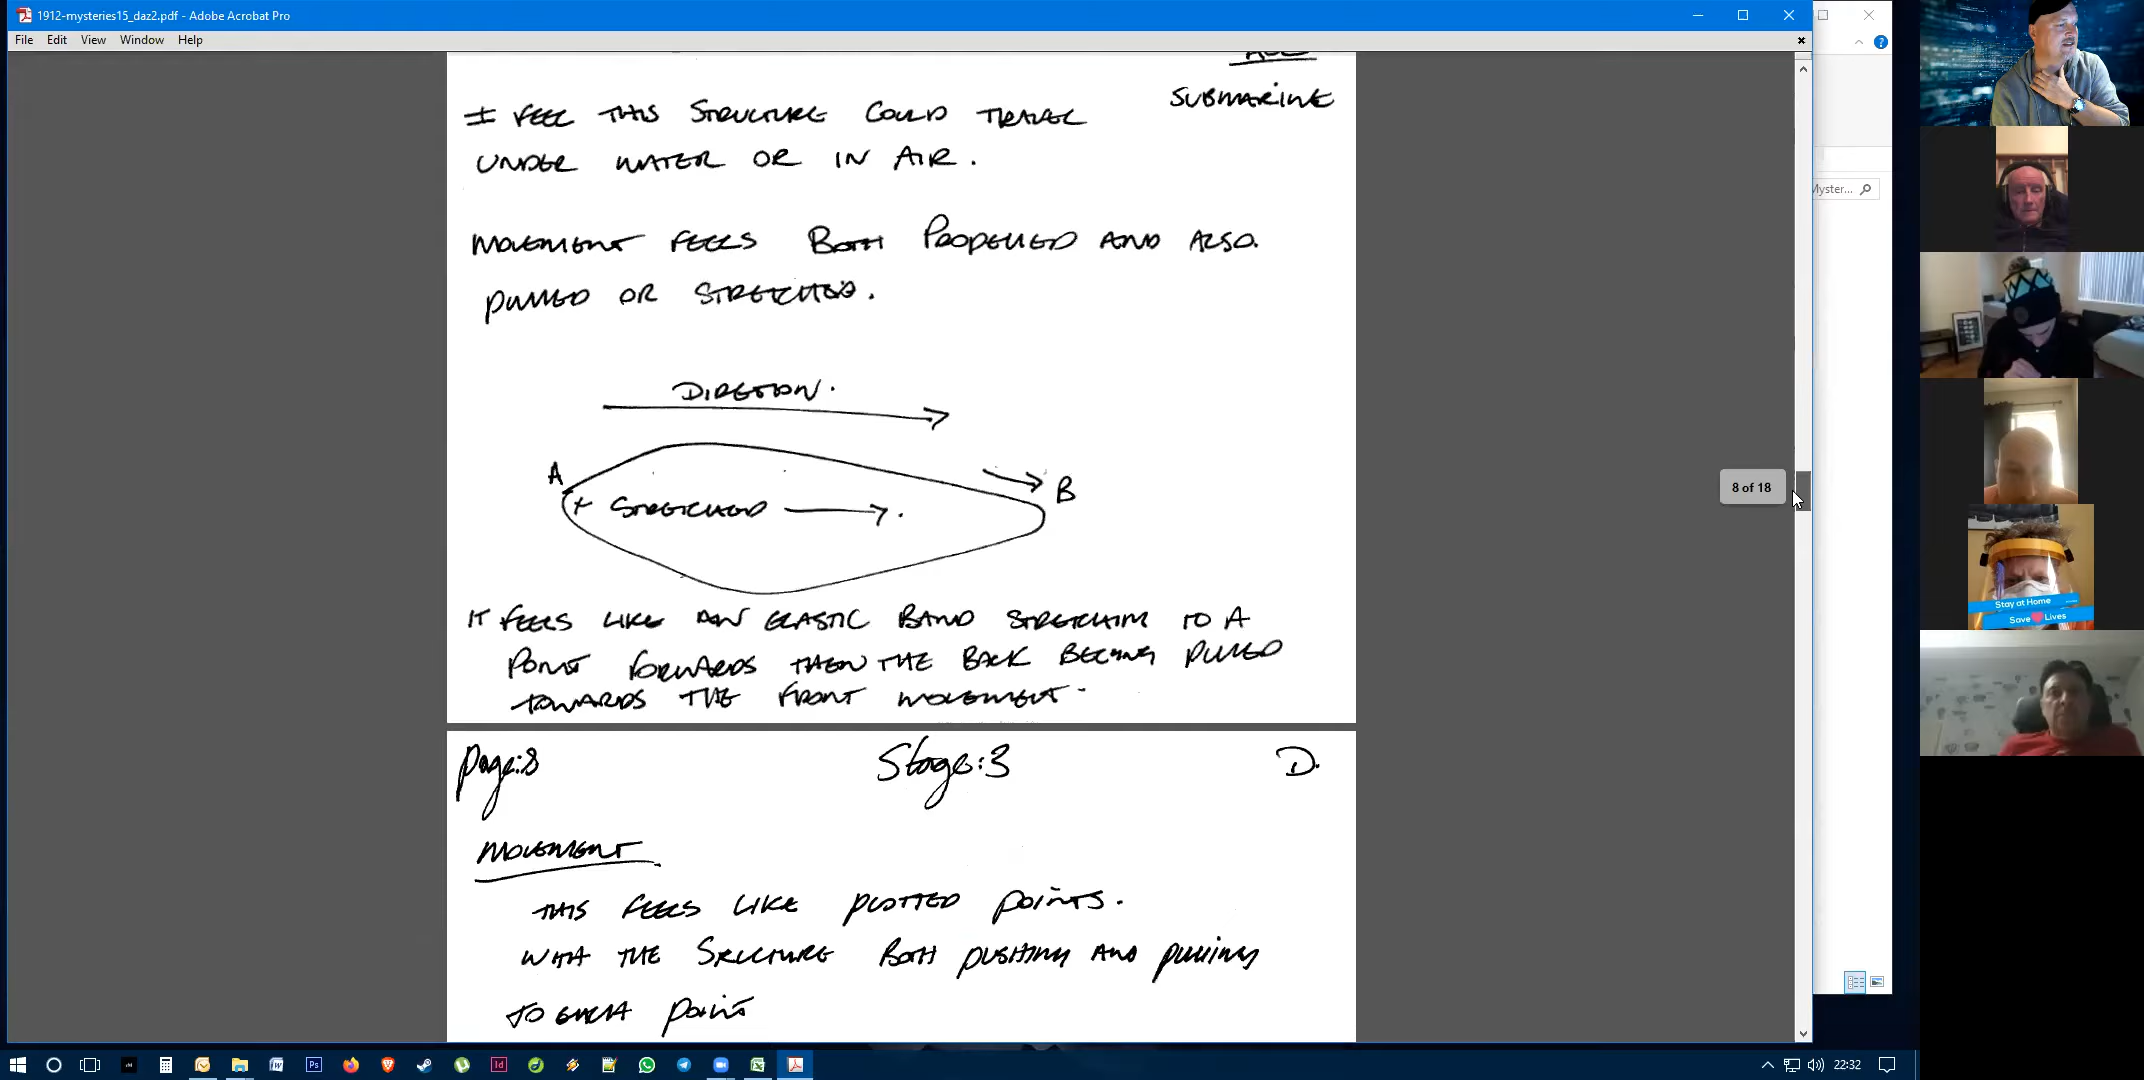 1912-mysteries15_daz2.pdf - Adobe Acrobat Pro
File Edit View Window Help
AOL
SUBMARINE
I FEEL THIS STRUCTURE COULD TRAVEL
UNDER WATER OR IN AIR.
MOVEMENT FEELS BOTH PROPELLED AND ALSO.
PULLED OR STRETCHED.
DIRECTION.
A
B
+ STRETCHED
IT FEELS LIKE AN ELASTIC BAND STRETCHING TO A
POINT FORWARDS THEN THE BACK BECOMING PULLED
TOWARDS THE FRONT MOVEMENT.
8 of 18
Page:8 Stage:3 D.
MOVEMENT
THIS FEELS LIKE PLOTTED POINTS.
WITH THE STRUCTURE BOTH PUSHING AND PULLING
TO EACH POINT
Myster...
Stay at Home
Save Lives
22:32